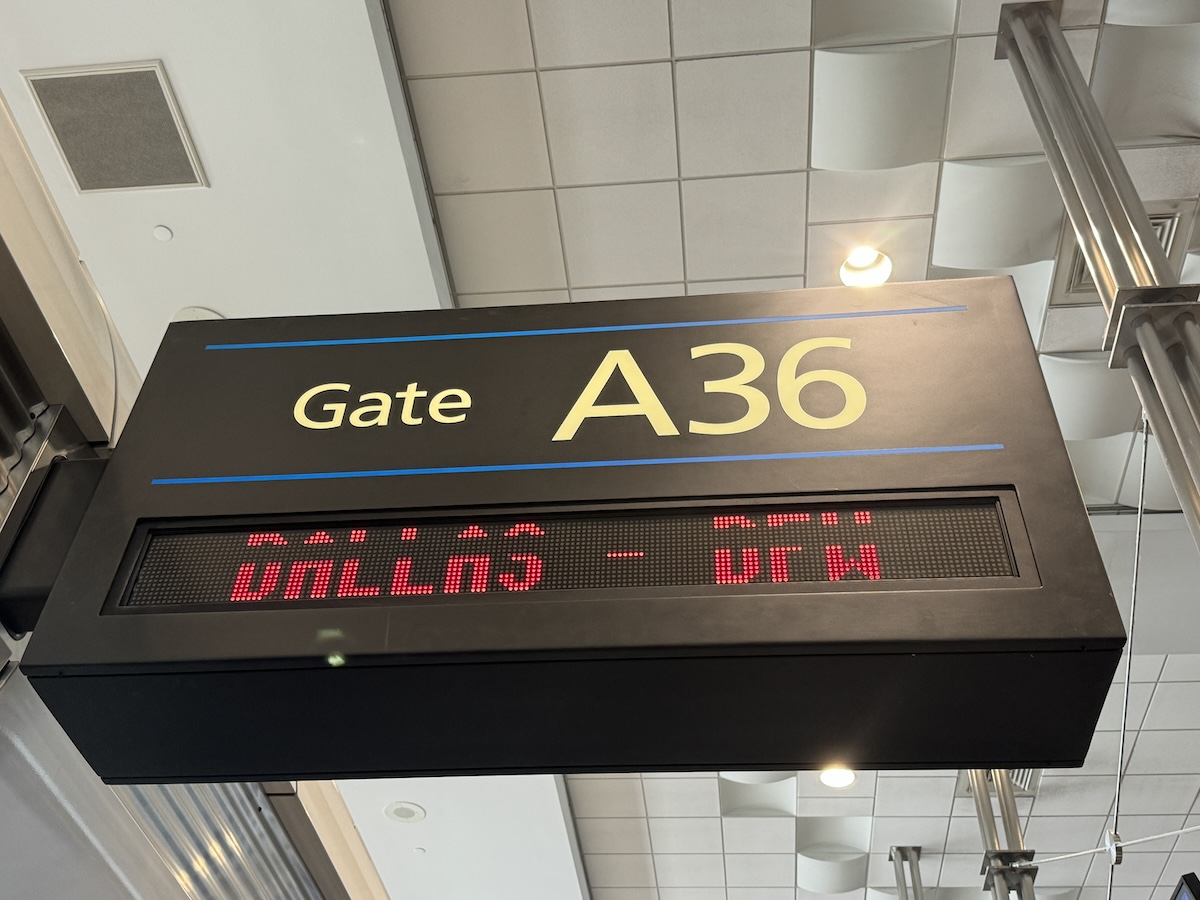 Gate A36
DALLAS - DFW